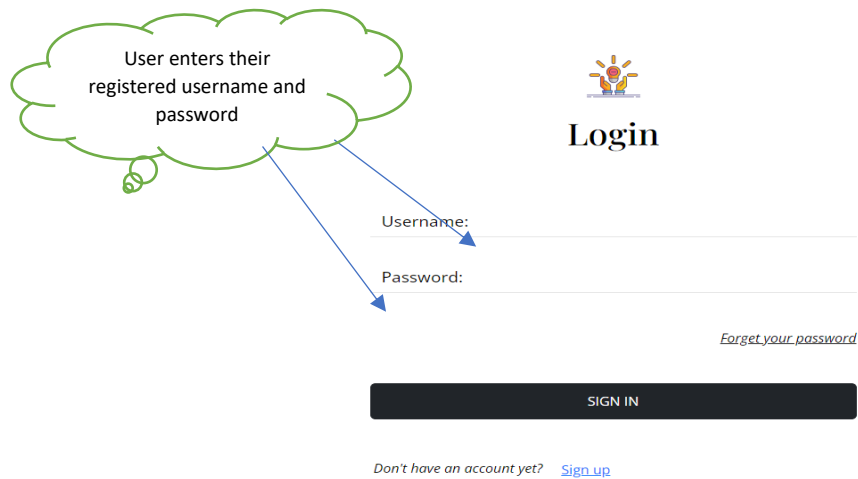 User enters their
registered username and
password
Login
Username:
Password:
Forget your password
SIGN IN
Don't have an account yet? Sign up